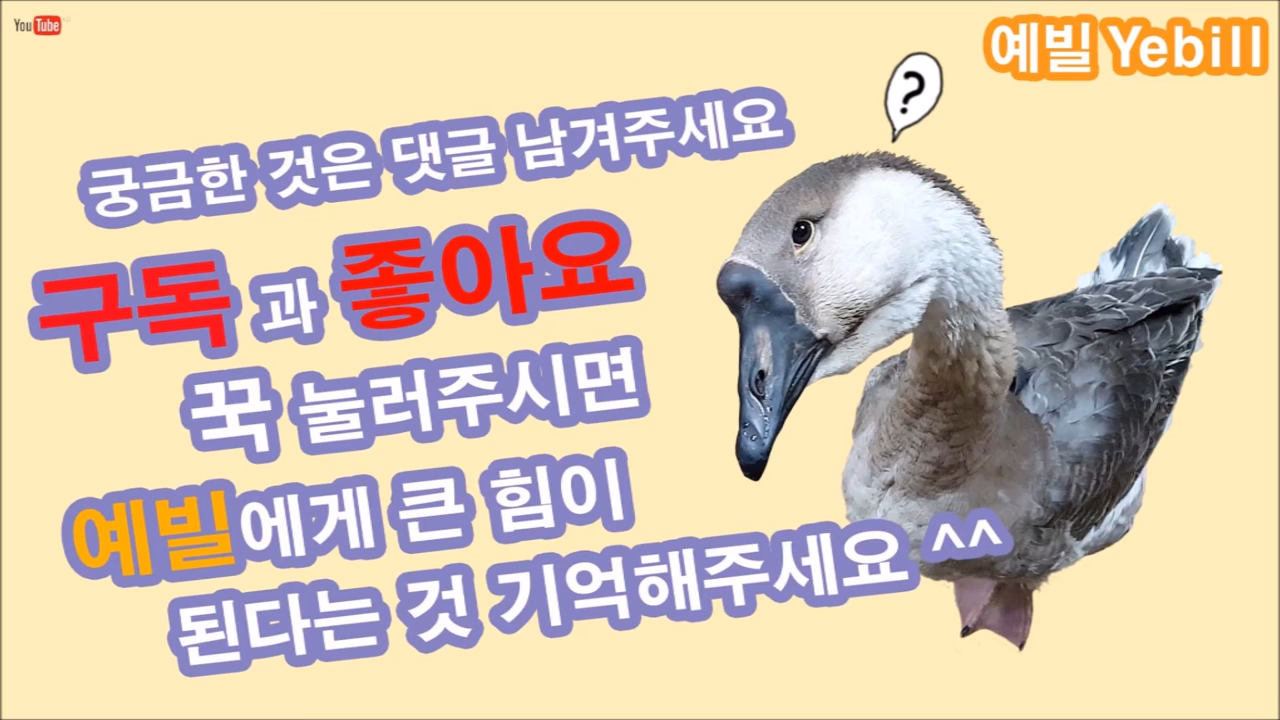 YouTube
예빌 Yebill
?
궁금한 것은 댓글 남겨주세요
구독 과 좋아요
꾹 눌러주시면
예빌에게 큰 힘이
된다는 것 기억해주세요 ^^